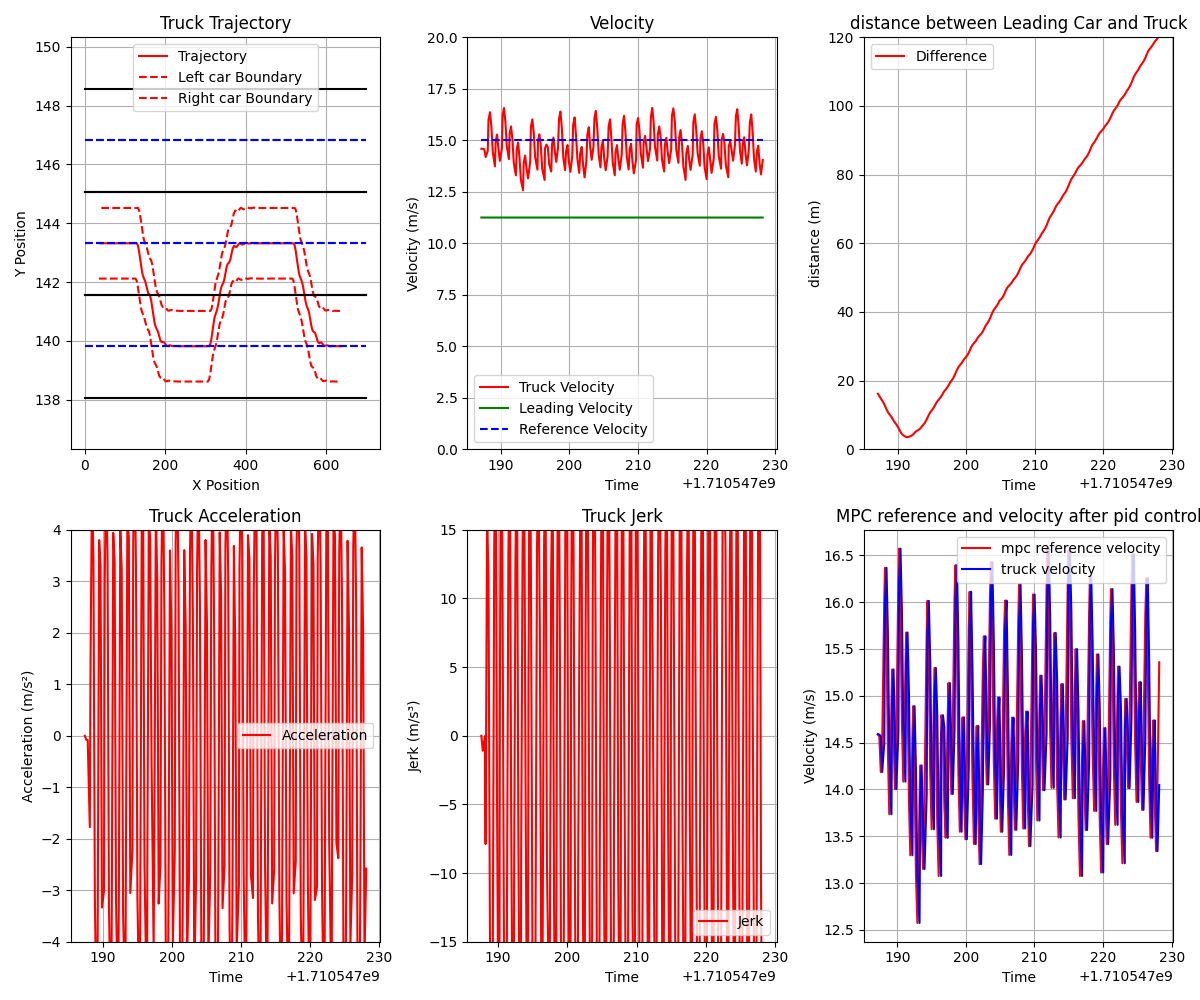 Truck Trajectory
Y Position
150
148
146
144
142
140
138
Trajectory
Left car Boundary
Right car Boundary
0 200 400 600
X Position
Velocity
Velocity (m/s)
20.0
17.5
15.0
12.5
10.0
7.5
5.0
2.5
0.0
Truck Velocity
Leading Velocity
Reference Velocity
190 200 210 220 230
Time +1.710547e9
distance between Leading Car and Truck
distance (m)
120
100
80
60
40
20
0
Difference
190 200 210 220 230
Time +1.710547e9
Truck Acceleration
Acceleration (m/s²)
4
3
2
1
0
−1
−2
−3
−4
Acceleration
190 200 210 220 230
Time +1.710547e9
Truck Jerk
Jerk (m/s³)
15
10
5
0
−5
−10
−15
Jerk
190 200 210 220 230
Time +1.710547e9
MPC reference and velocity after pid control
Velocity (m/s)
16.5
16.0
15.5
15.0
14.5
14.0
13.5
13.0
12.5
mpc reference velocity
truck velocity
190 200 210 220 230
Time +1.710547e9